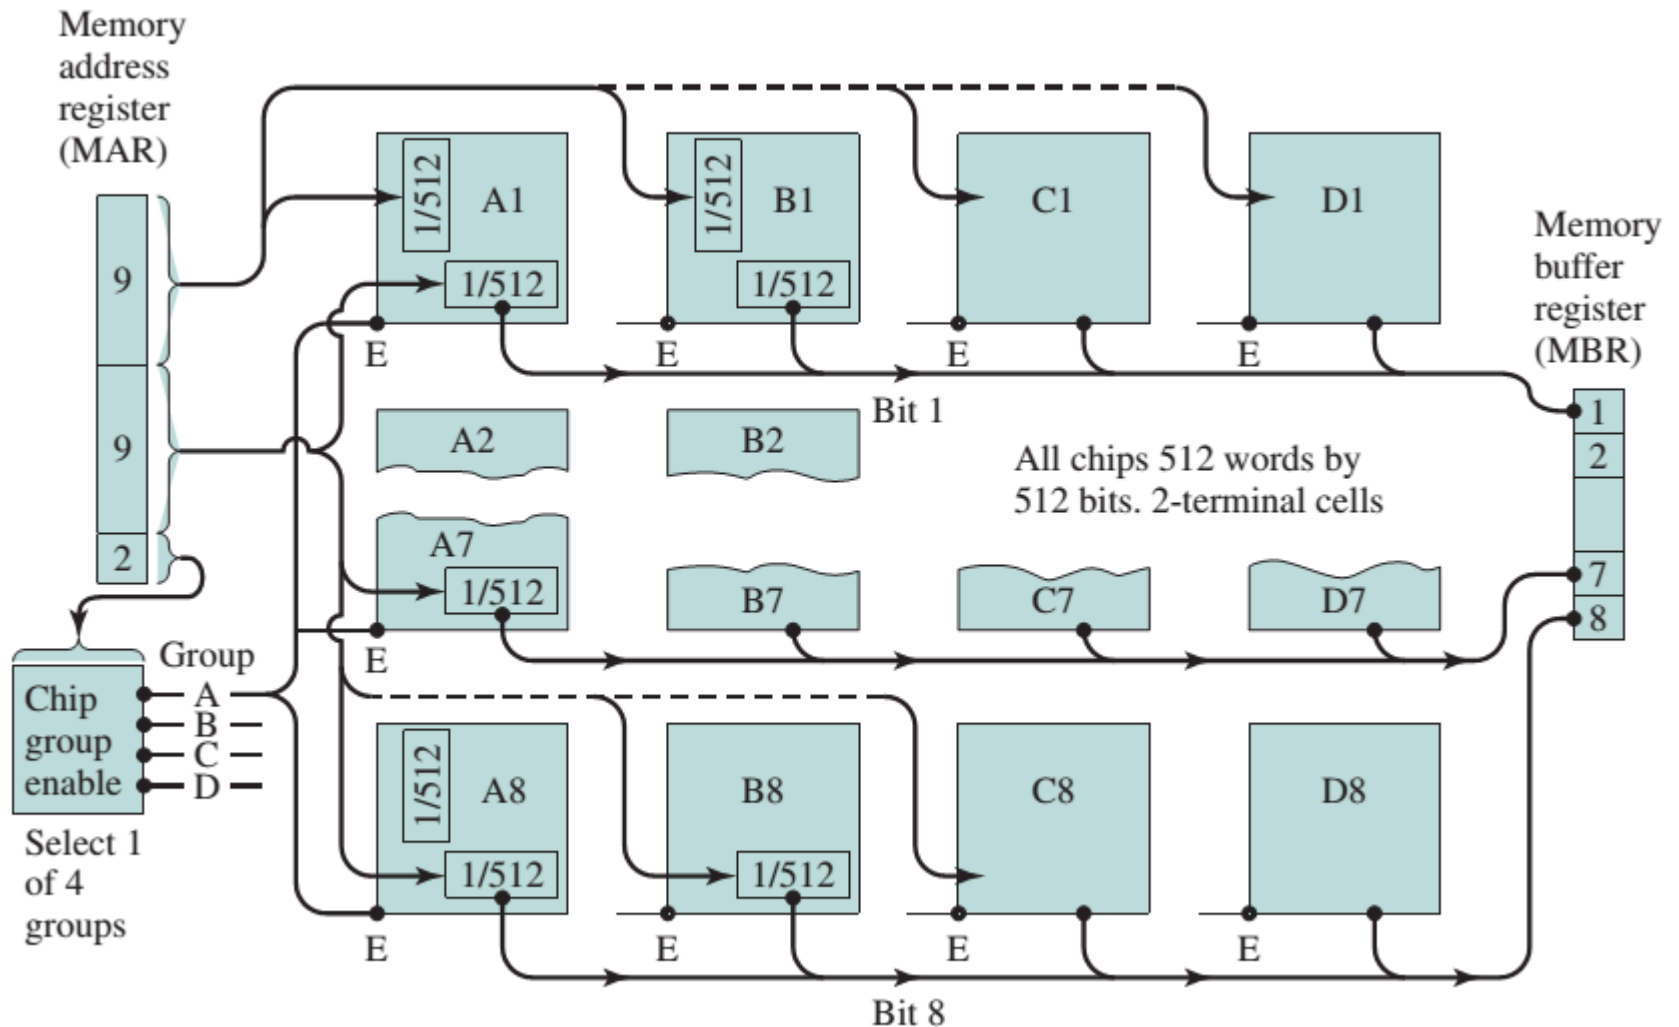 Memory
address
register
(MAR)
9
9
2
Chip
group
enable
Group
A
B
C
D
Select 1
of 4
groups
1/512
A1
1/512
E
1/512
B1
1/512
E
C1
E
D1
E
Bit 1
A2
B2
All chips 512 words by
512 bits. 2-terminal cells
A7
1/512
E
B7
C7
D7
1/512
A8
1/512
E
B8
1/512
E
C8
E
D8
E
Bit 8
Memory
buffer
register
(MBR)
1
2
7
8